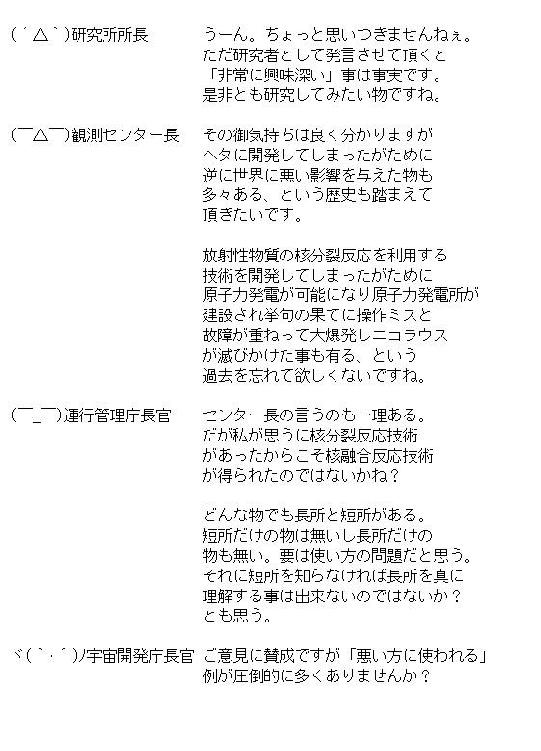 (´△｀)研究所所長　うーん。ちょっと思いつきませんねぇ。
ただ研究者として発言させて頂くと
「非常に興味深い」事は事実です。
是非とも研究してみたい物ですね。
(￣△￣)観測センター長　その御気持ちは良く分かりますが
ヘタに開発してしまったがために
逆に世界に悪い影響を与えた物も
多々ある、という歴史も踏まえて
頂きたいです。
放射性物質の核分裂反応を利用する
技術を開発してしまったがために
原子力発電が可能になり原子力発電所が
建設され挙句の果てに操作ミスと
故障が重ねって大爆発しニコラウス
が滅びかけた事も有る、という
過去を忘れて欲しくないですね。
(￣_￣)運行管理庁長官　センター長の言うのも一理ある。
だが私が思うに核分裂反応技術
があったからこそ核融合反応技術
が得られたのではないかね？
どんな物でも長所と短所がある。
短所だけの物は無いし長所だけの
物も無い。要は使い方の問題だと思う。
それに短所を知らなければ長所を真に
理解する事は出来ないのではないか？
とも思う。
ヾ(｀･´)ﾉ宇宙開発庁長官　ご意見に賛成ですが「悪い方に使われる」
例が圧倒的に多くありませんか？